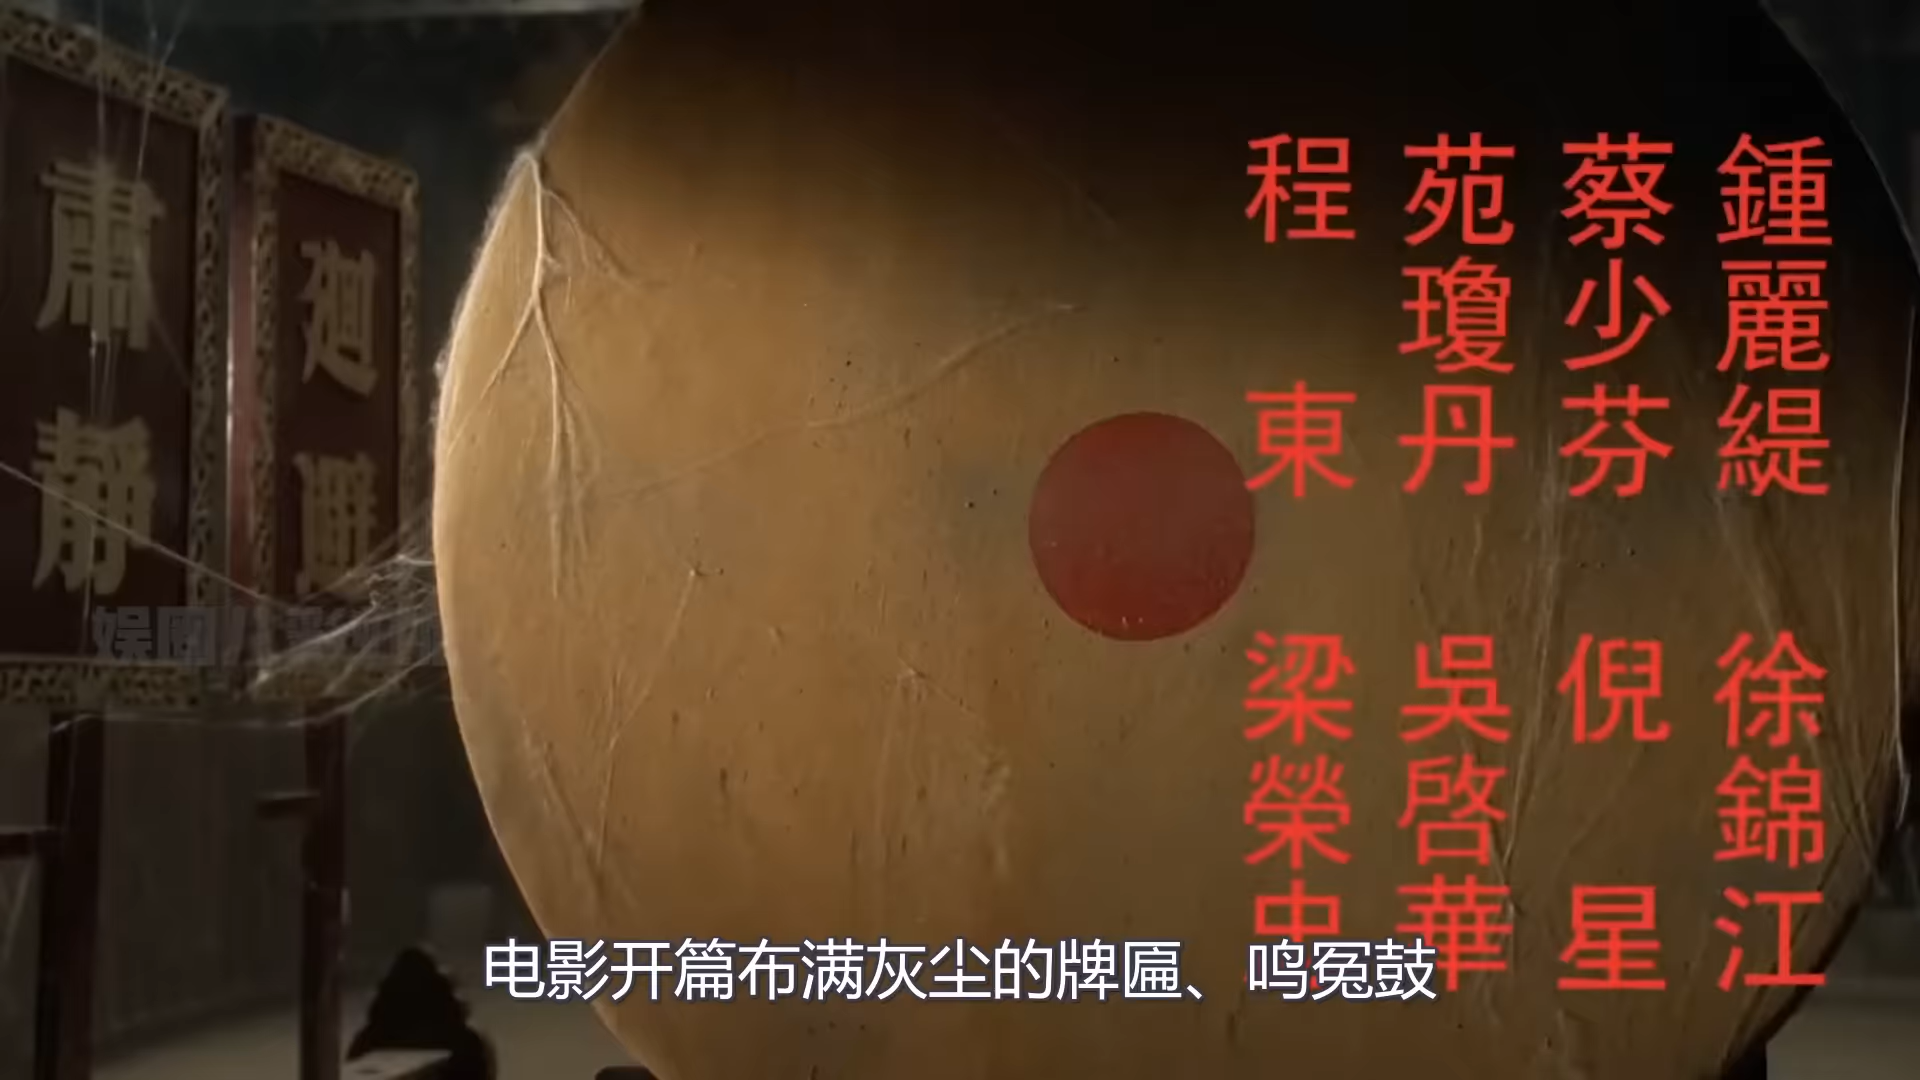 肅靜
迴避
鍾麗緹
徐錦江
蔡少芬
倪星
苑瓊丹
吳啓華
程東
梁榮忠
电影开篇布满灰尘的牌匾、鸣冤鼓